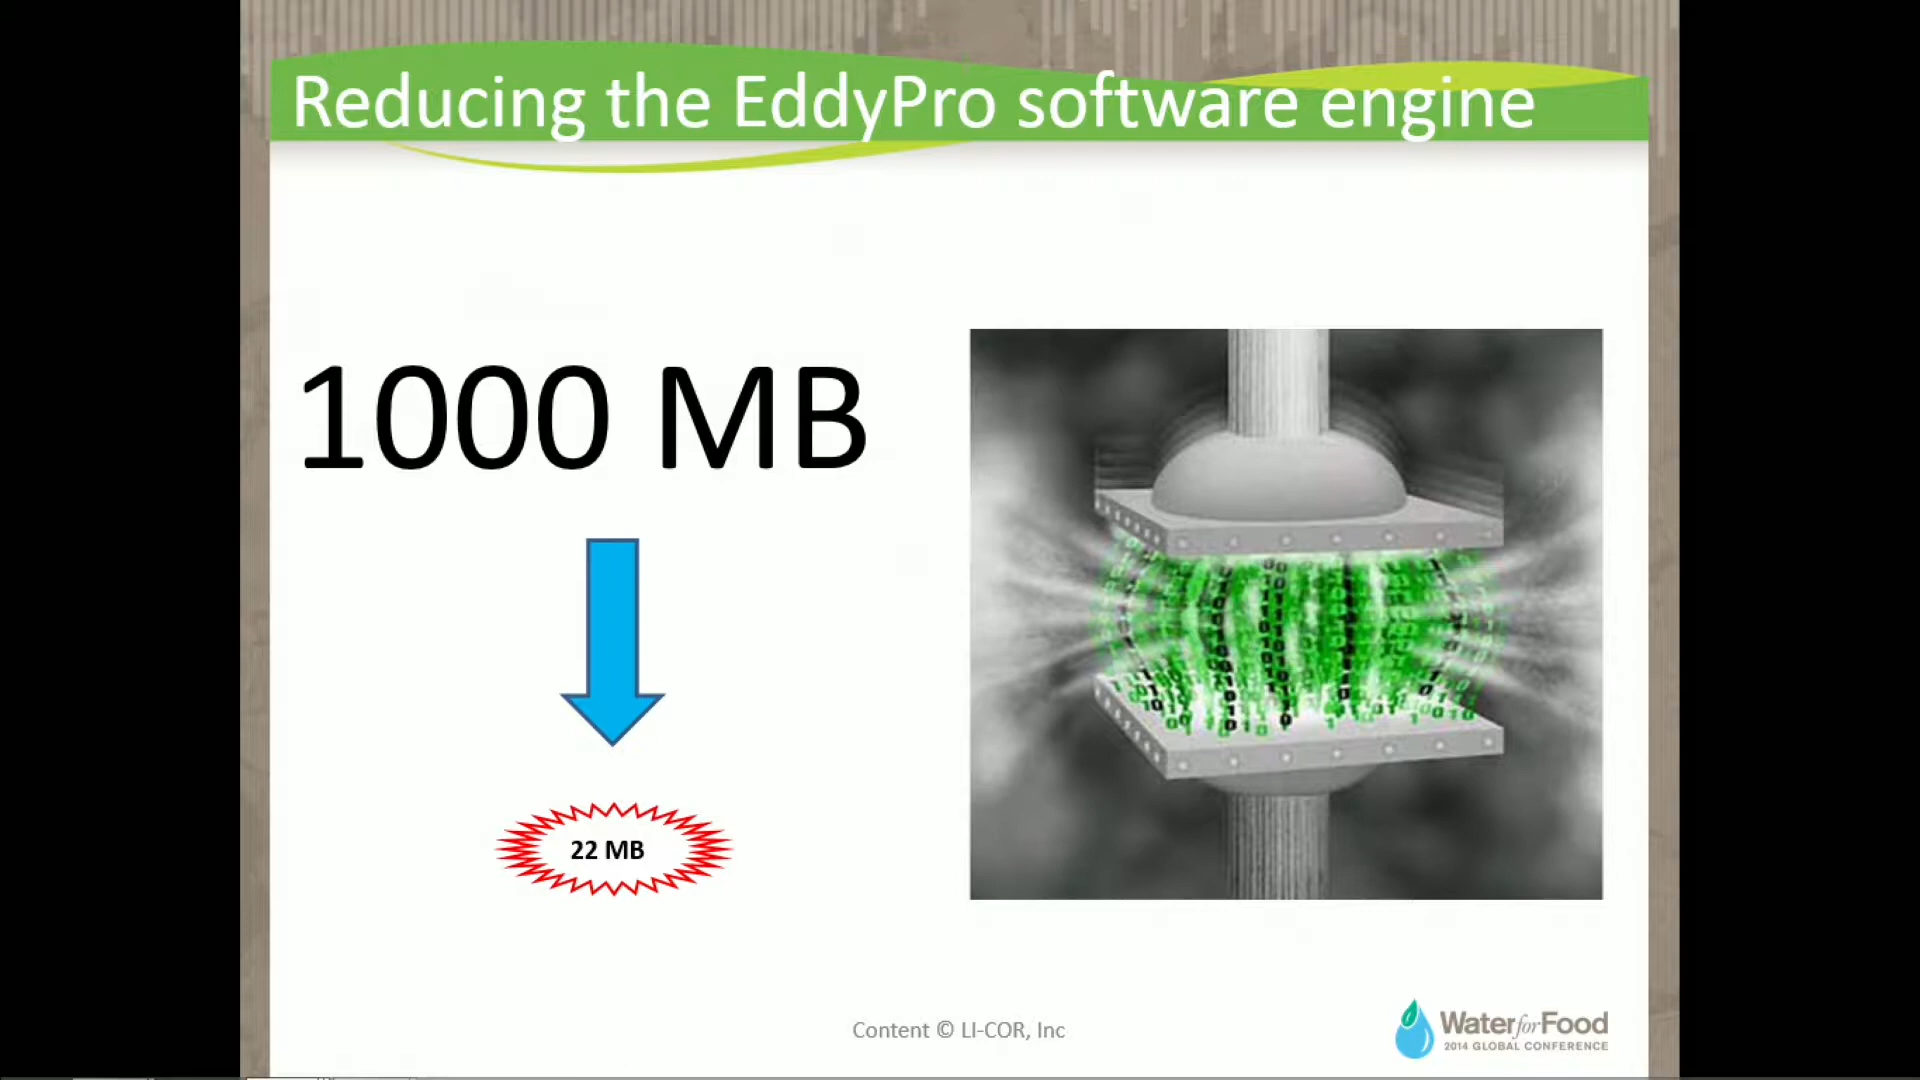 Reducing the EddyPro software engine
1000 MB
22 MB
Content © LI-COR, Inc
Water for Food
2014 GLOBAL CONFERENCE